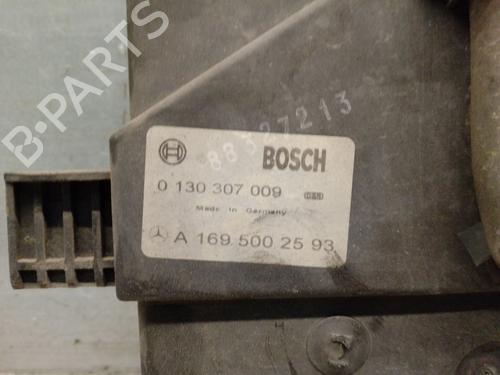 B-PARTS
88327213
BOSCH
0 130 307 009
Made in Germany
A 169 500 25 93